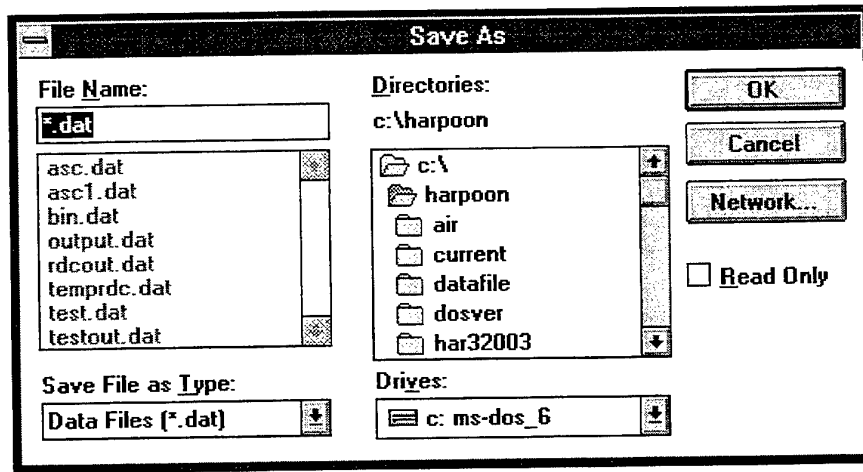 Save As
File Name:
*.dat
asc.dat
asc1.dat
bin.dat
output.dat
rdcout.dat
temprdc.dat
test.dat
testout.dat
Save File as Type:
Data Files (*.dat)
Directories:
c:\harpoon
c:\
harpoon
air
current
datafile
dosver
har32003
Drives:
c: ms-dos_6
OK
Cancel
Network...
Read Only